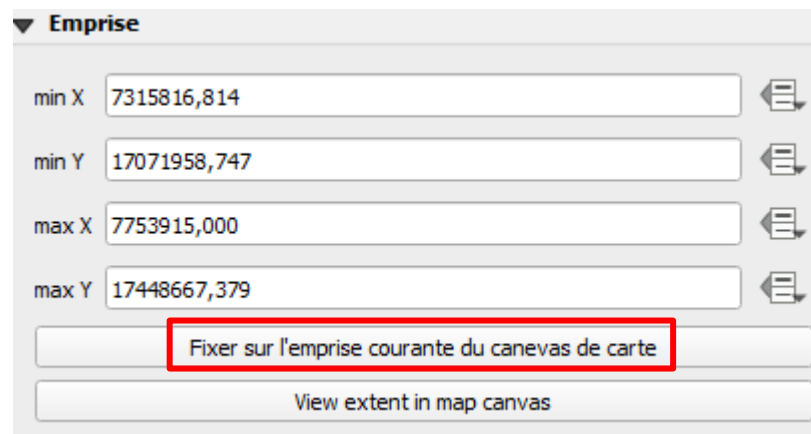 Emprise
min X 7315816,814
min Y 17071958,747
max X 7753915,000
max Y 17448667,379
Fixer sur l'emprise courante du canevas de carte
View extent in map canvas